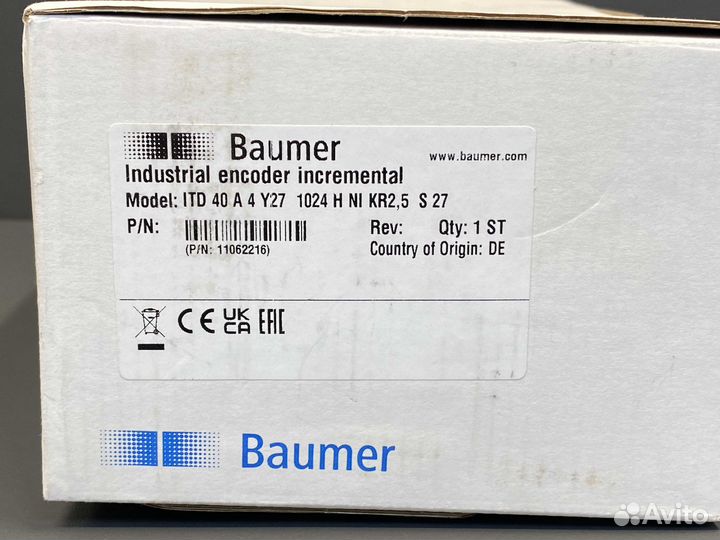 Baumer
www.baumer.com
Industrial encoder incremental
Model: ITD 40 A 4 Y27 1024 H NI KR2,5 S 27
P/N:
Rev: Qty: 1 ST
(P/N: 11062216)
Country of Origin: DE
CE UK CA EAC
Baumer
Avito